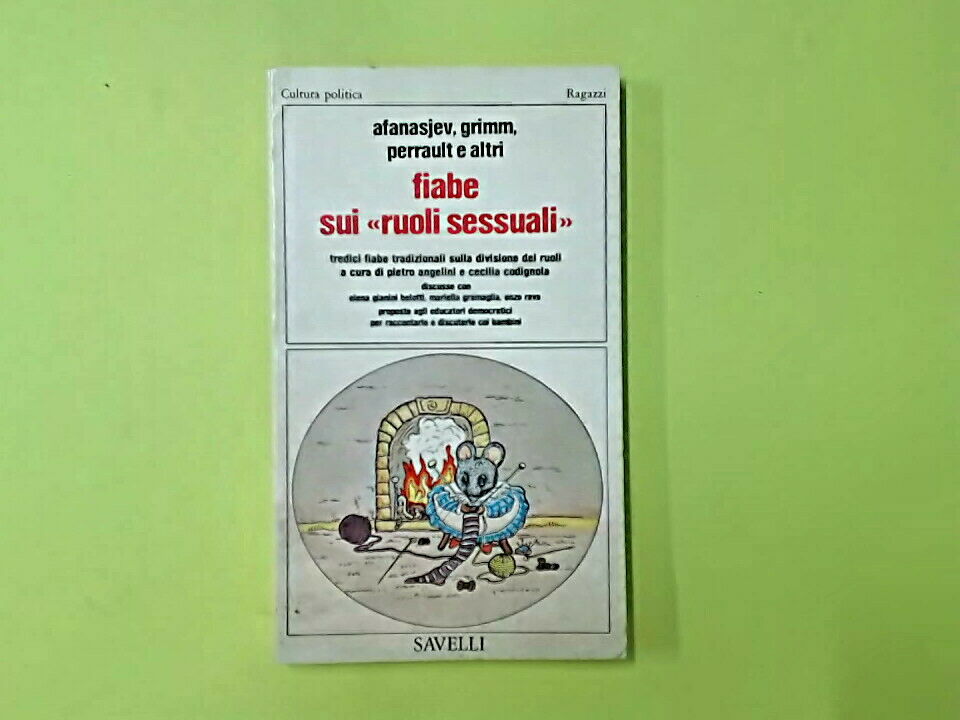 Cultura politica
Ragazzi
afanasjev, grimm,
perrault e altri
fiabe
sui «ruoli sessuali»
tredici fiabe tradizionali sulla divisione dei ruoli
a cura di pietro angelini e cecilia codignola
discusse con
elena gianini belotti, mariella gramaglia, enzo rava
proposte agli educatori democratici
per raccontarle e discuterle coi bambini
SAVELLI